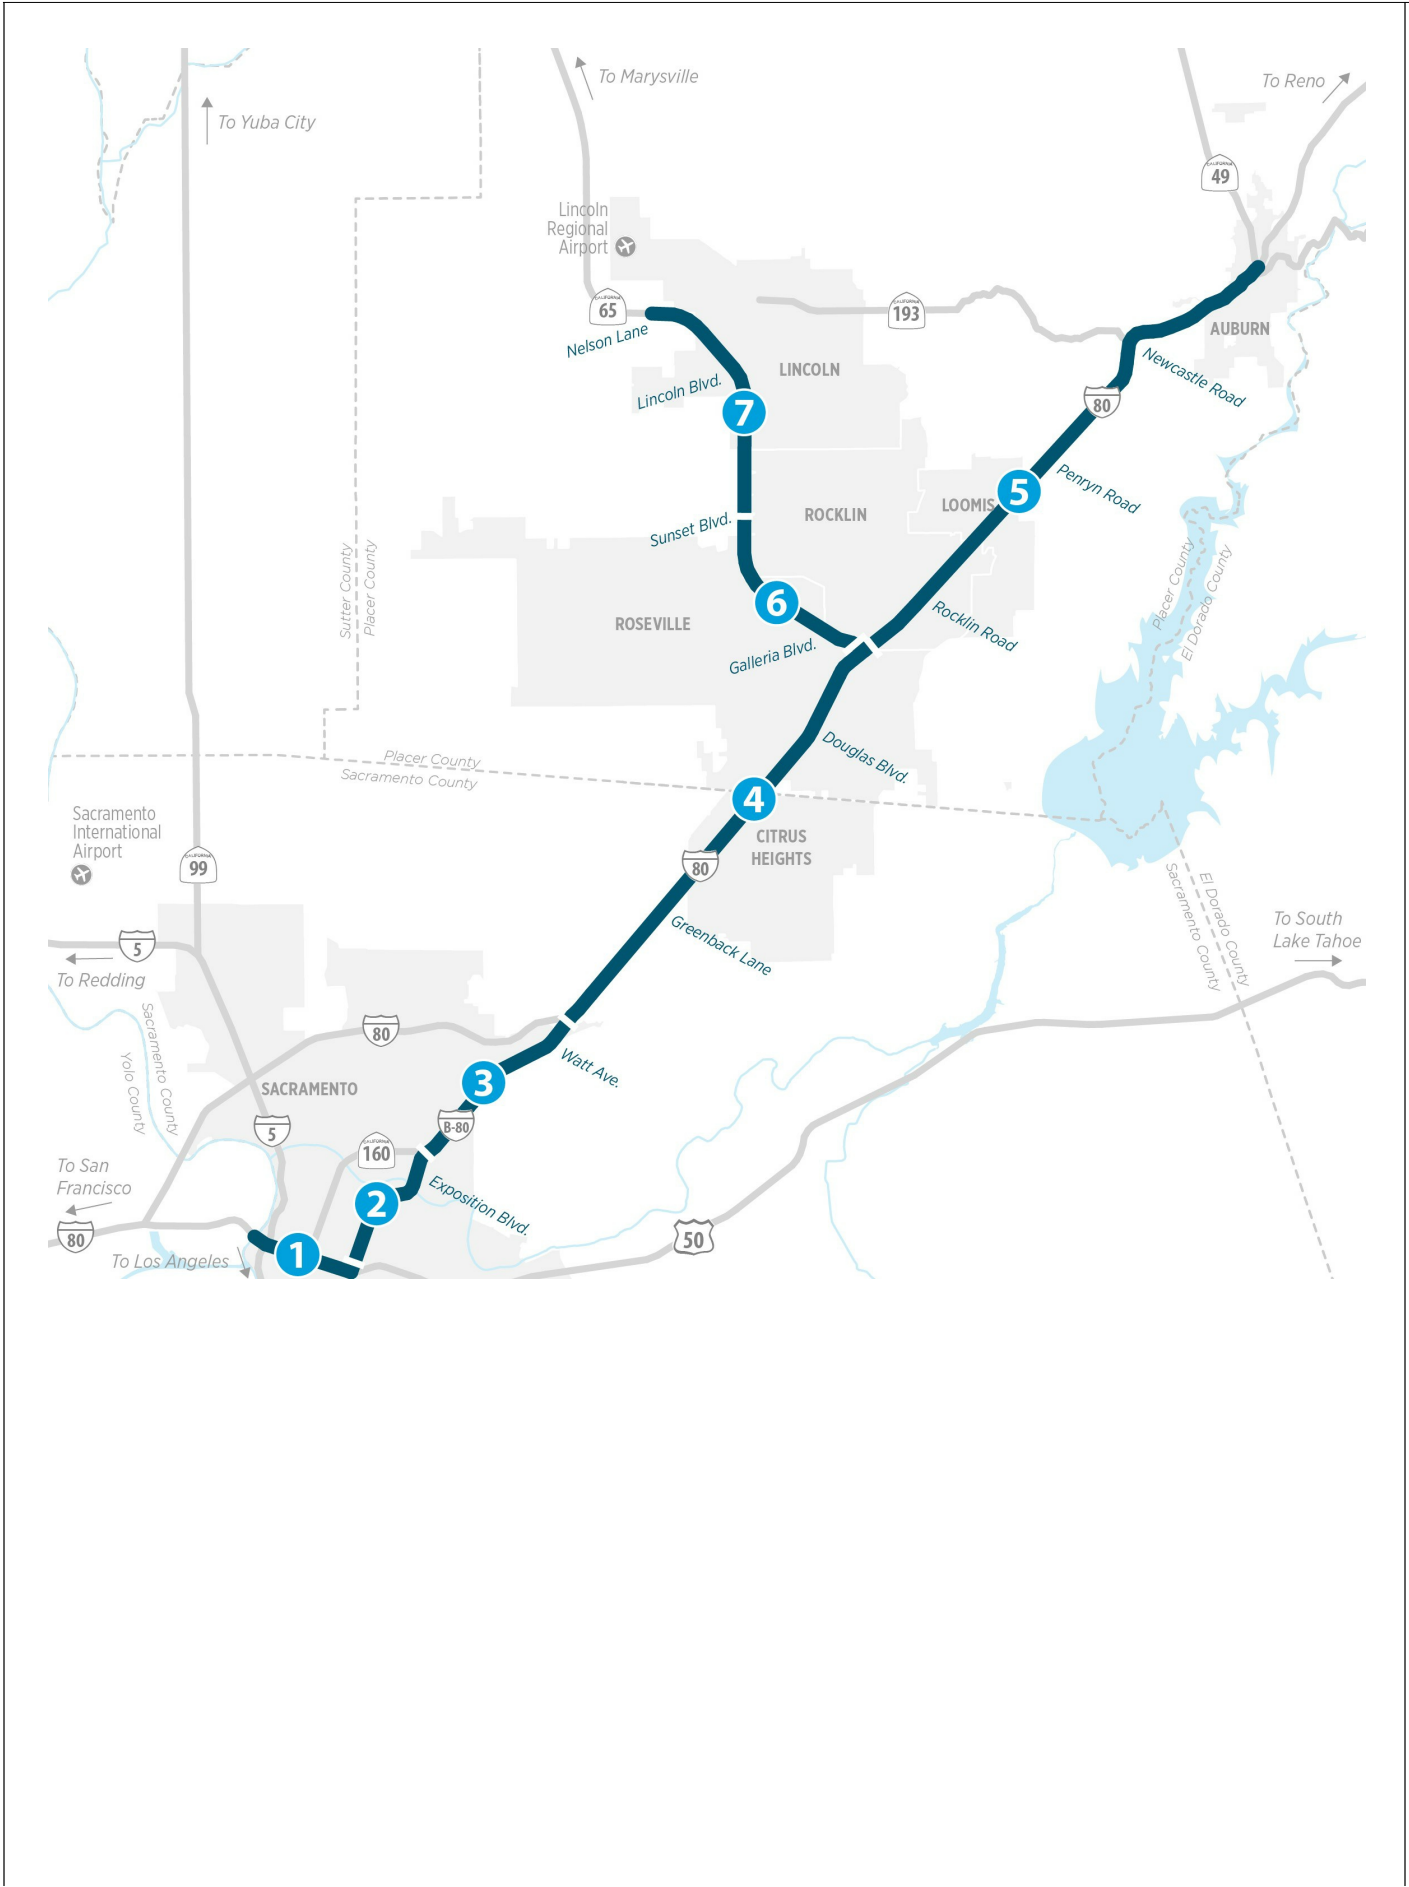 To Marysville
To Reno
To Yuba City
CALIFORNIA
49
Lincoln
Regional
Airport
CALIFORNIA
65
CALIFORNIA
193
AUBURN
Nelson Lane
Newcastle Road
LINCOLN
Lincoln Blvd.
7
80
Penryn Road
5
LOOMIS
ROCKLIN
Sunset Blvd.
Sutter County
Placer County
Placer County
El Dorado County
6
ROSEVILLE
Rocklin Road
Galleria Blvd.
Douglas Blvd.
Placer County
Sacramento County
4
Sacramento
International
Airport
CITRUS
HEIGHTS
CALIFORNIA
99
80
El Dorado County
Sacramento County
To South
Lake Tahoe
Greenback Lane
5
To Redding
Sacramento County
Yolo County
80
SACRAMENTO
3
Watt Ave.
5
B-80
CALIFORNIA
160
To San
Francisco
2
Exposition Blvd.
80
50
1
To Los Angeles